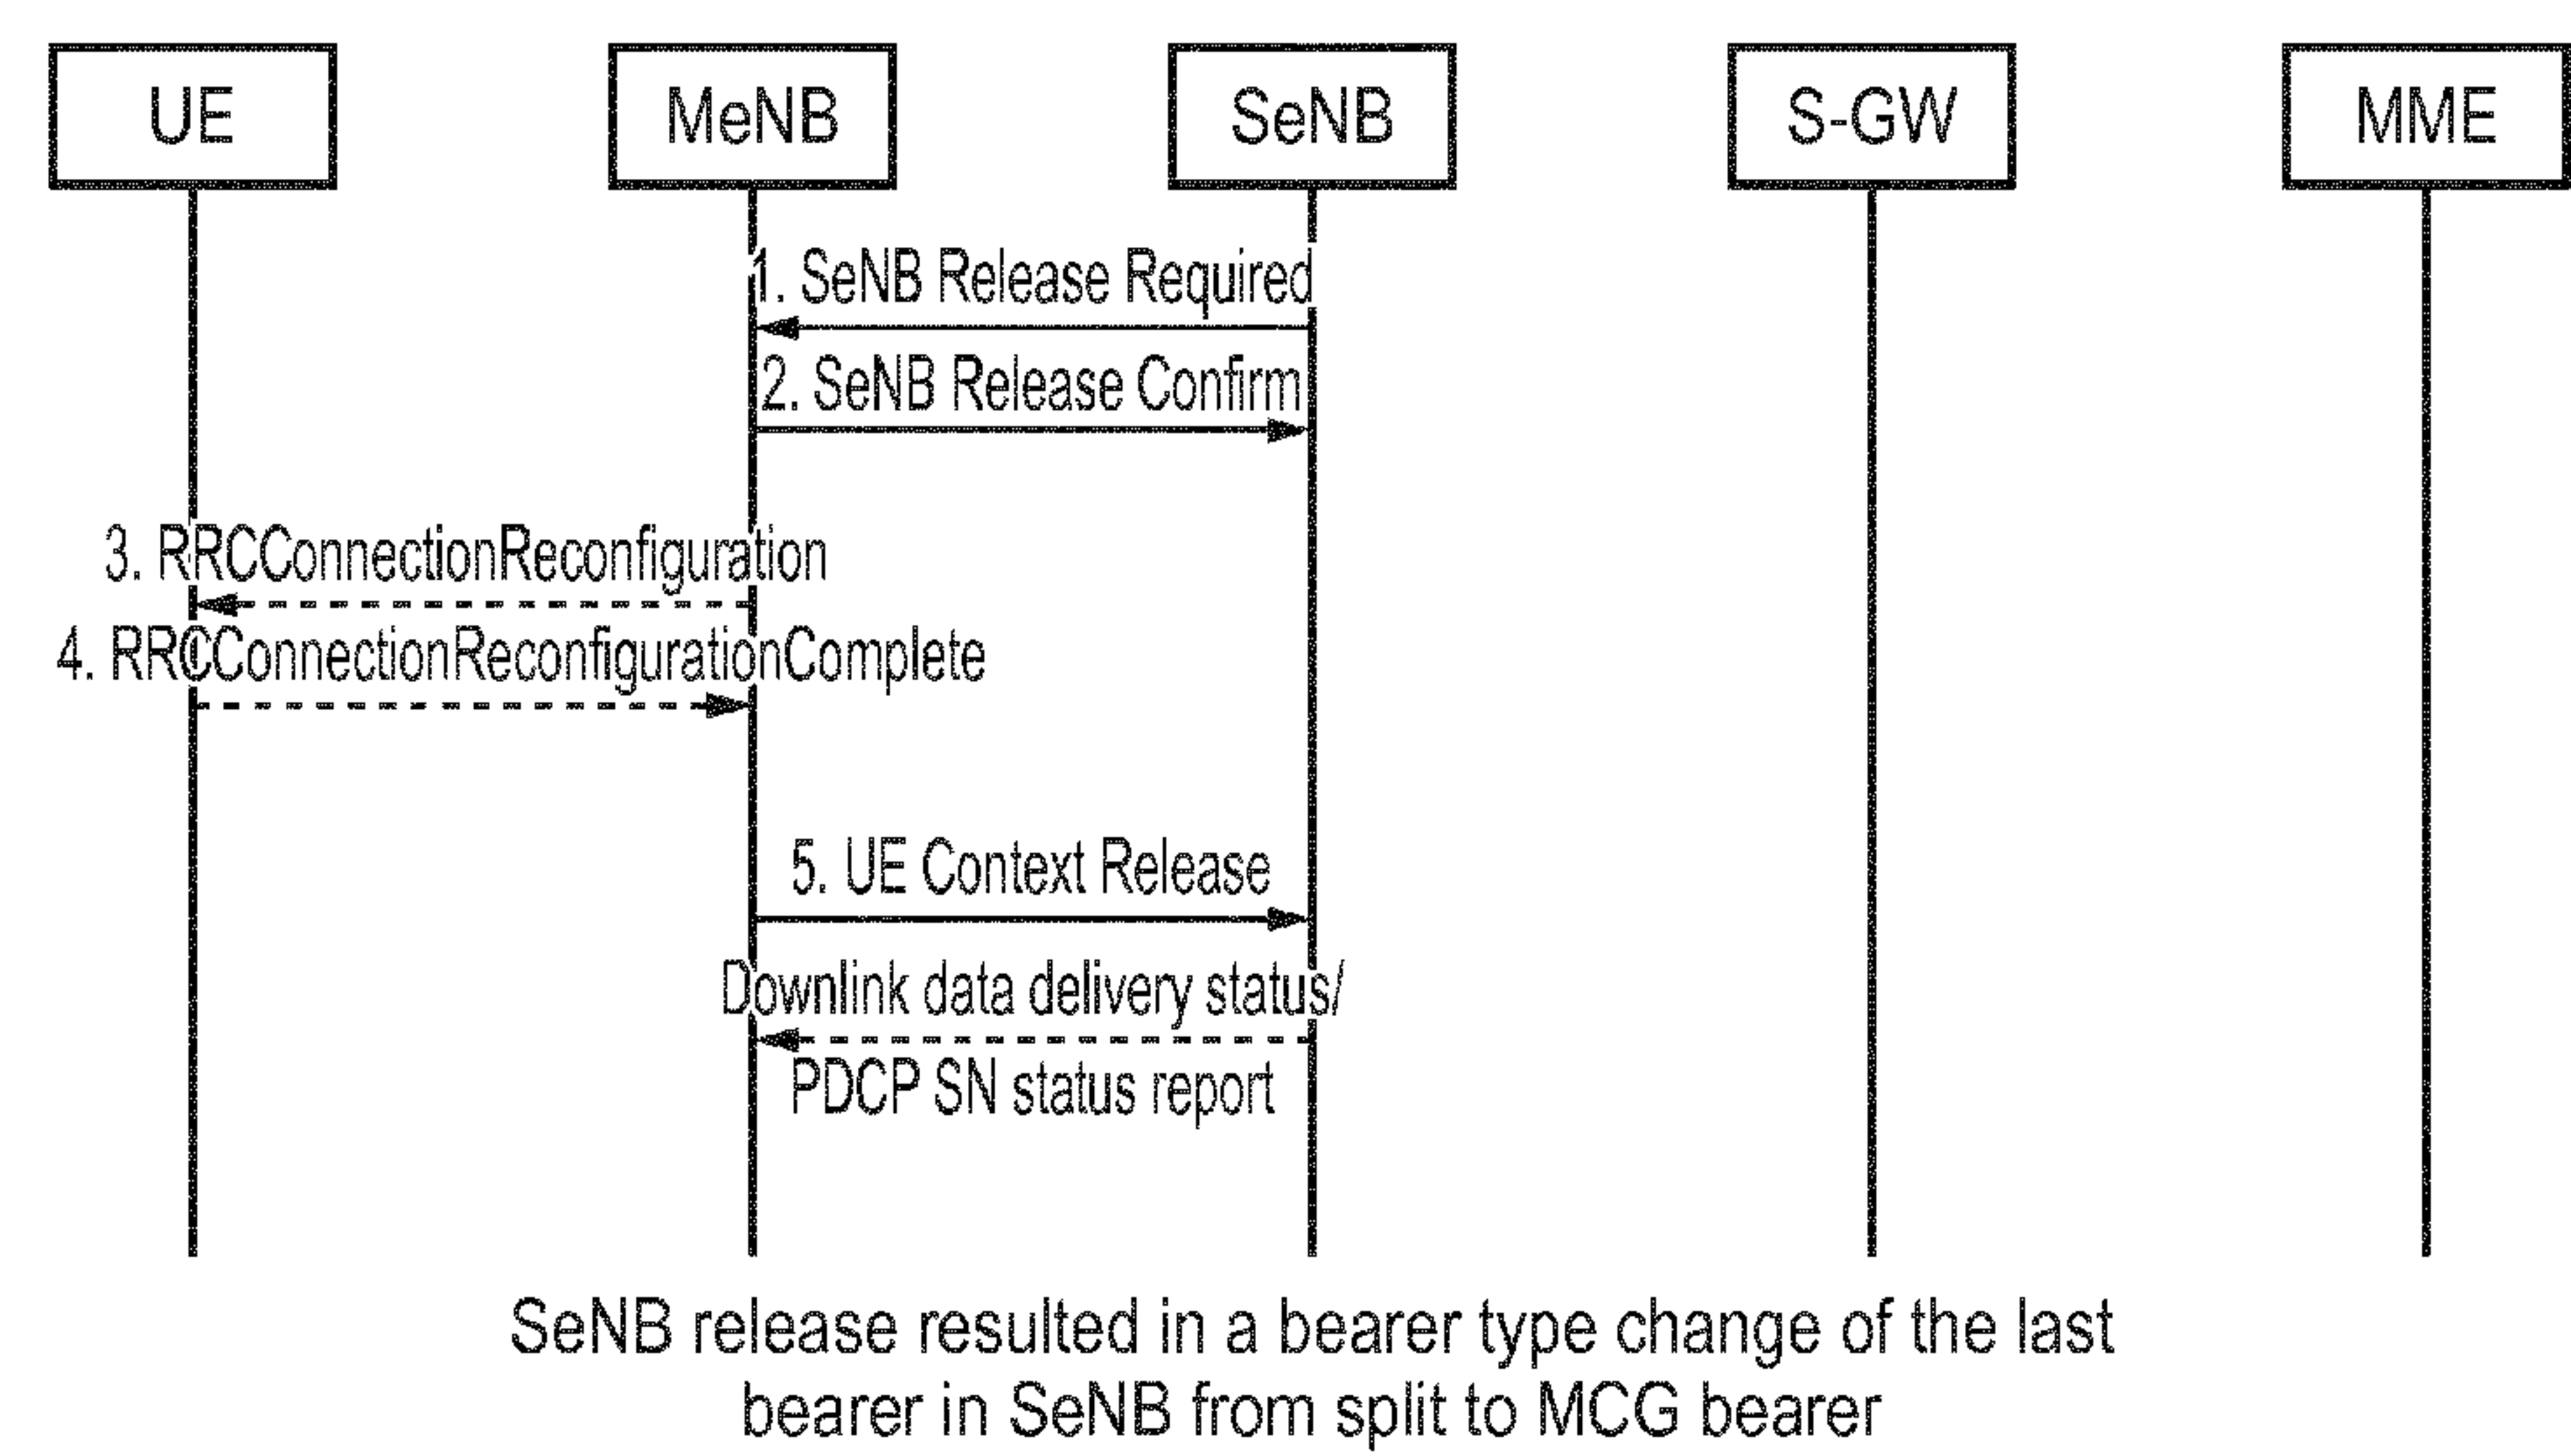 UE
MeNB
SeNB
S-GW
MME
1. SeNB Release Required
2. SeNB Release Confirm
3. RRCConnectionReconfiguration
4. RRCConnectionReconfigurationComplete
5. UE Context Release
Downlink data delivery status/
PDCP SN status report
SeNB release resulted in a bearer type change of the last
bearer in SeNB from split to MCG bearer